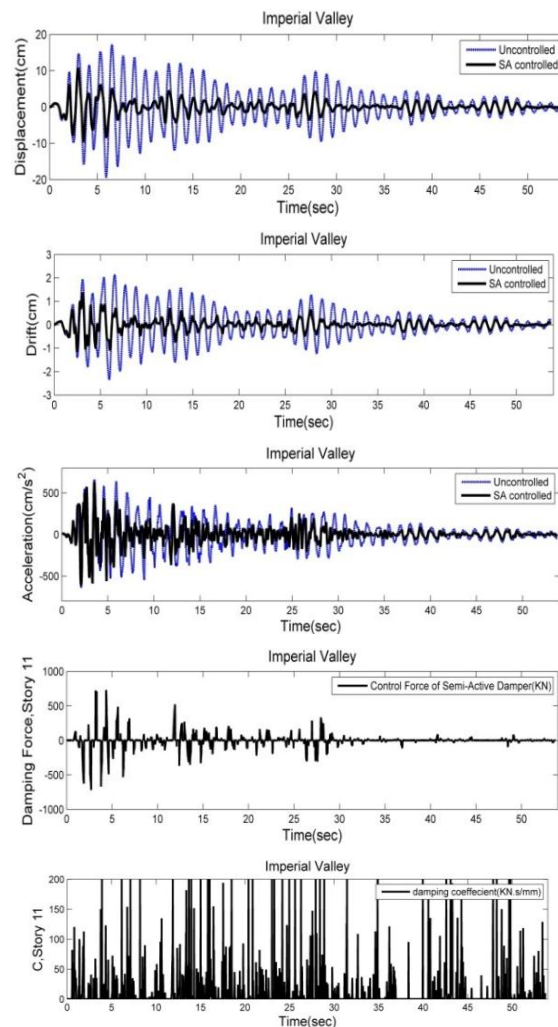 Imperial Valley
20
10
0
-10
-20
Displacement(cm)
Uncontrolled
SA controlled
0 5 10 15 20 25 30 35 40 45 50
Time(sec)
Imperial Valley
3
2
1
0
-1
-2
-3
Drift(cm)
Uncontrolled
SA controlled
0 5 10 15 20 25 30 35 40 45 50
Time(sec)
Imperial Valley
500
0
-500
Acceleration(cm/s²)
Uncontrolled
SA controlled
0 5 10 15 20 25 30 35 40 45 50
Time(sec)
Imperial Valley
1000
500
0
-500
-1000
Damping Force,Story 11
Control Force of Semi-Active Damper(KN)
0 5 10 15 20 25 30 35 40 45 50
Time(sec)
Imperial Valley
200
150
100
50
0
C,Story 11
damping coeffecient(KN.s/mm)
0 5 10 15 20 25 30 35 40 45 50
Time(sec)